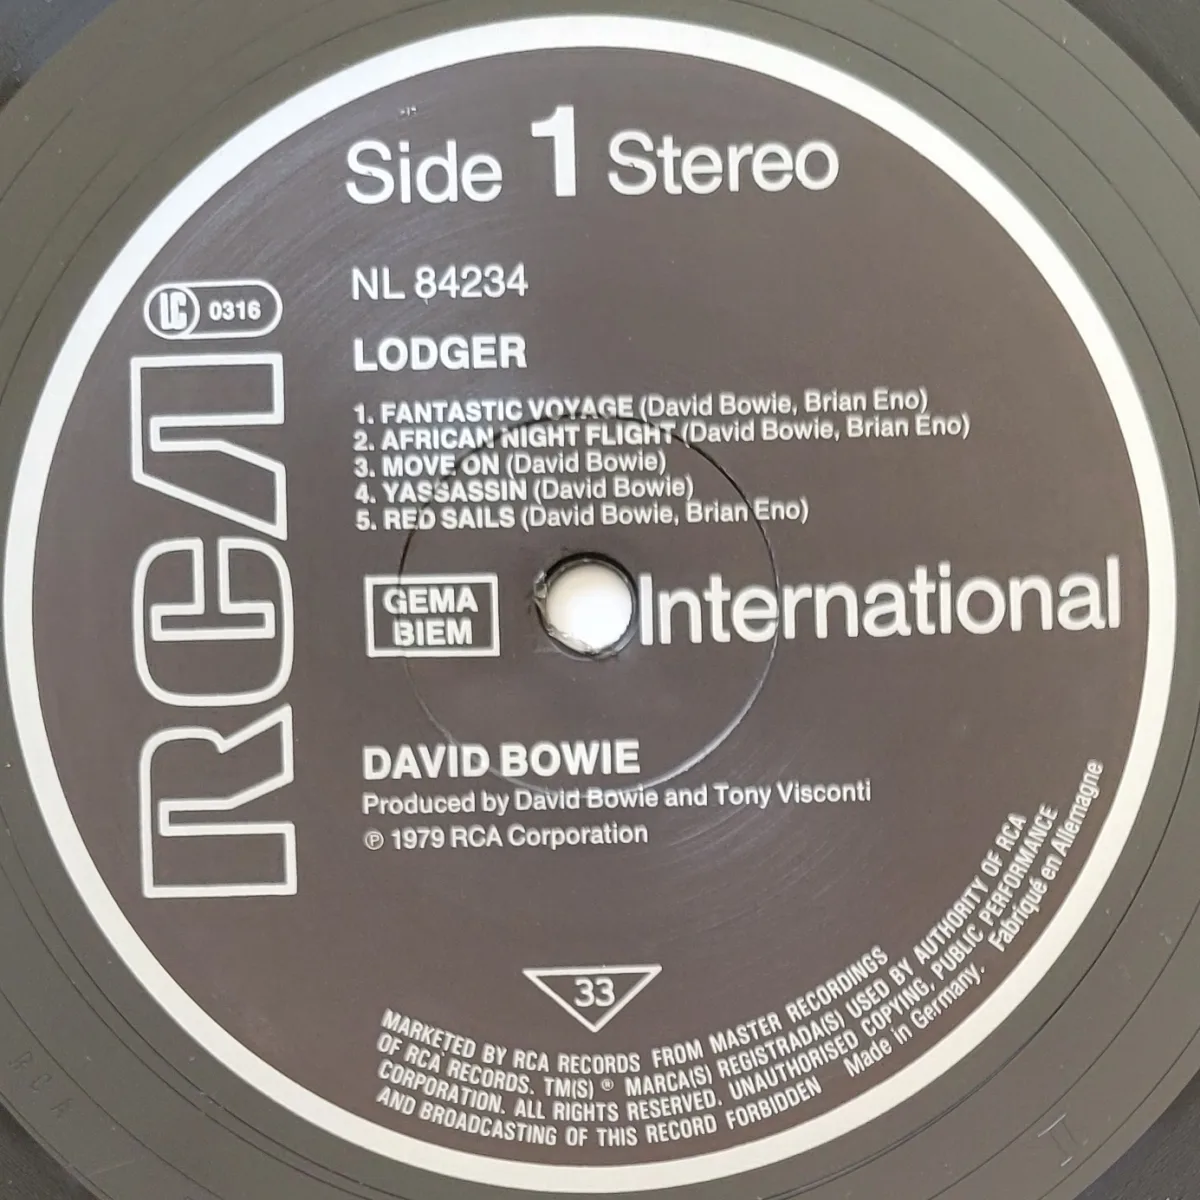 Side 1 Stereo
NL 84234
LC 0316
LODGER
1. FANTASTIC VOYAGE (David Bowie, Brian Eno)
2. AFRICAN NIGHT FLIGHT (David Bowie, Brian Eno)
3. MOVE ON (David Bowie)
4. YASSASSIN (David Bowie)
5. RED SAILS (David Bowie, Brian Eno)
RCA
GEMA
BIEM
International
DAVID BOWIE
Produced by David Bowie and Tony Visconti
℗ 1979 RCA Corporation
33
MARKETED BY RCA RECORDS FROM MASTER RECORDINGS
OF RCA RECORDS. TM(S) ® MARCA(S) REGISTRADA(S) USED BY AUTHORITY OF RCA
CORPORATION. ALL RIGHTS RESERVED. UNAUTHORISED COPYING, PUBLIC PERFORMANCE
AND BROADCASTING OF THIS RECORD FORBIDDEN Made in Germany. Fabriqué en Allemagne
RCA